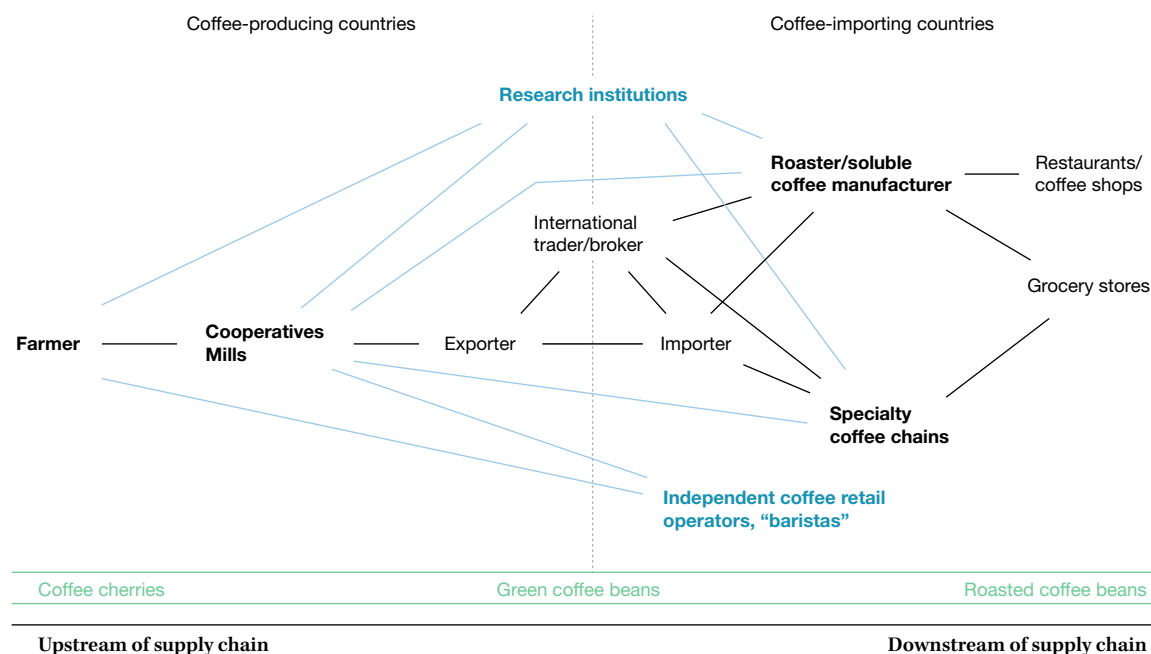 Coffee-producing countries
Coffee-importing countries
Research institutions
Roaster/soluble
coffee manufacturer
Restaurants/
coffee shops
International
trader/broker
Grocery stores
Farmer
Cooperatives
Mills
Exporter
Importer
Specialty
coffee chains
Independent coffee retail
operators, “baristas”
Coffee cherries
Green coffee beans
Roasted coffee beans
Upstream of supply chain
Downstream of supply chain